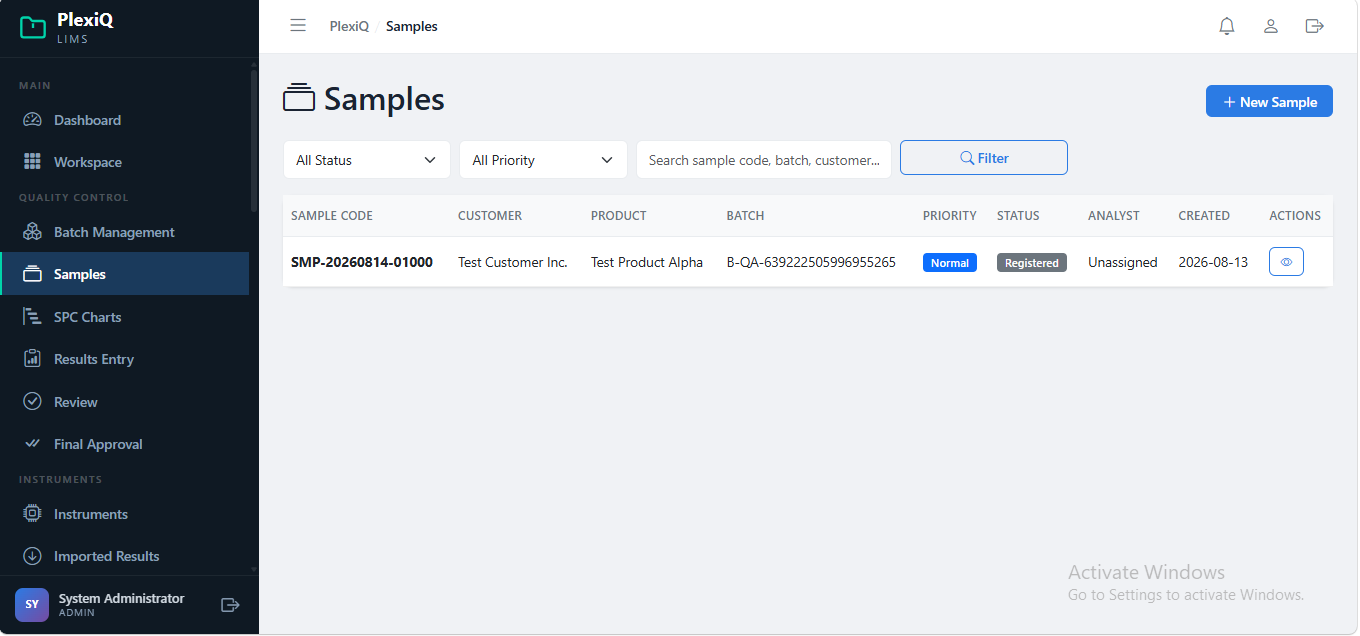 PlexiQ
LIMS
MAIN
Dashboard
Workspace
QUALITY CONTROL
Batch Management
Samples
SPC Charts
Results Entry
Review
Final Approval
INSTRUMENTS
Instruments
Imported Results
SY System Administrator
ADMIN
PlexiQ / Samples
Samples
+ New Sample
All Status All Priority Search sample code, batch, customer... Filter
SAMPLE CODE CUSTOMER PRODUCT BATCH PRIORITY STATUS ANALYST CREATED ACTIONS
SMP-20260814-01000 Test Customer Inc. Test Product Alpha B-QA-639222505996955265 Normal Registered Unassigned 2026-08-13
Activate Windows
Go to Settings to activate Windows.